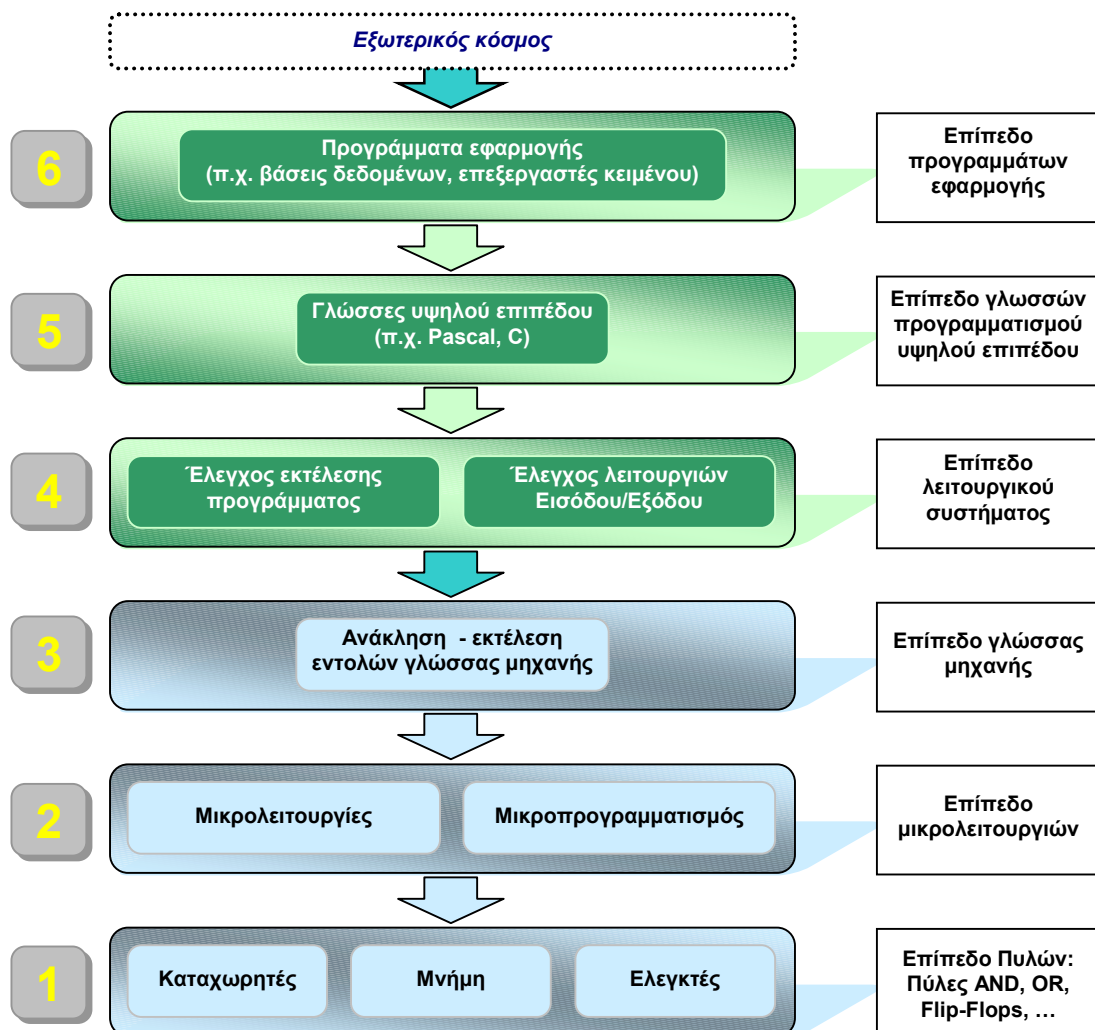 Εξωτερικός κόσμος
6
Προγράμματα εφαρμογής
(π.χ. βάσεις δεδομένων, επεξεργαστές κειμένου)
Επίπεδο
προγραμμάτων
εφαρμογής
5
Γλώσσες υψηλού επιπέδου
(π.χ. Pascal, C)
Επίπεδο γλωσσών
προγραμματισμού
υψηλού επιπέδου
4
Έλεγχος εκτέλεσης
προγράμματος
Έλεγχος λειτουργιών
Εισόδου/Εξόδου
Επίπεδο
λειτουργικού
συστήματος
3
Ανάκληση - εκτέλεση
εντολών γλώσσας μηχανής
Επίπεδο γλώσσας
μηχανής
2
Μικρολειτουργίες
Μικροπρογραμματισμός
Επίπεδο
μικρολειτουργιών
1
Καταχωρητές
Μνήμη
Ελεγκτές
Επίπεδο Πυλών:
Πύλες AND, OR,
Flip-Flops, …